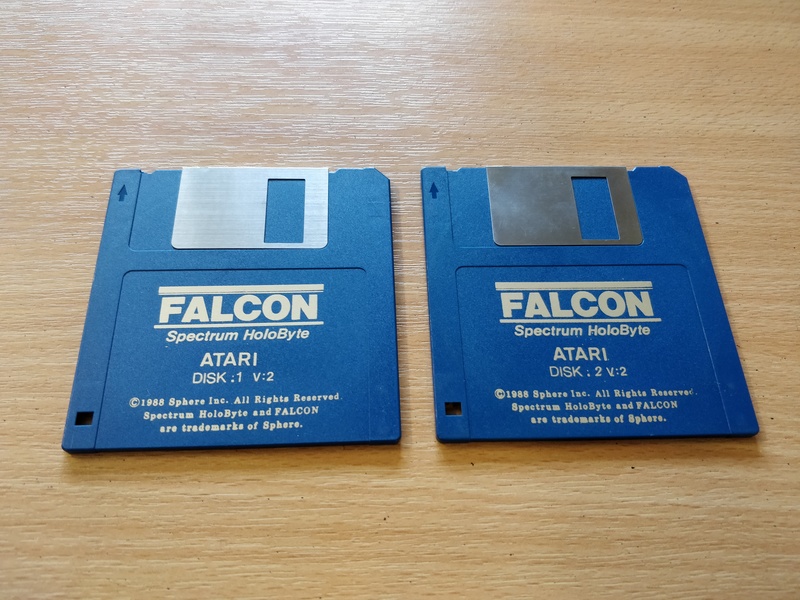 FALCON
Spectrum HoloByte
ATARI
DISK :1 V:2
©1988 Sphere Inc. All Rights Reserved.
Spectrum HoloByte and FALCON
are trademarks of Sphere.
FALCON
Spectrum HoloByte
ATARI
DISK : 2 V:2
©1988 Sphere Inc. All Rights Reserved.
Spectrum HoloByte and FALCON
are trademarks of Sphere.